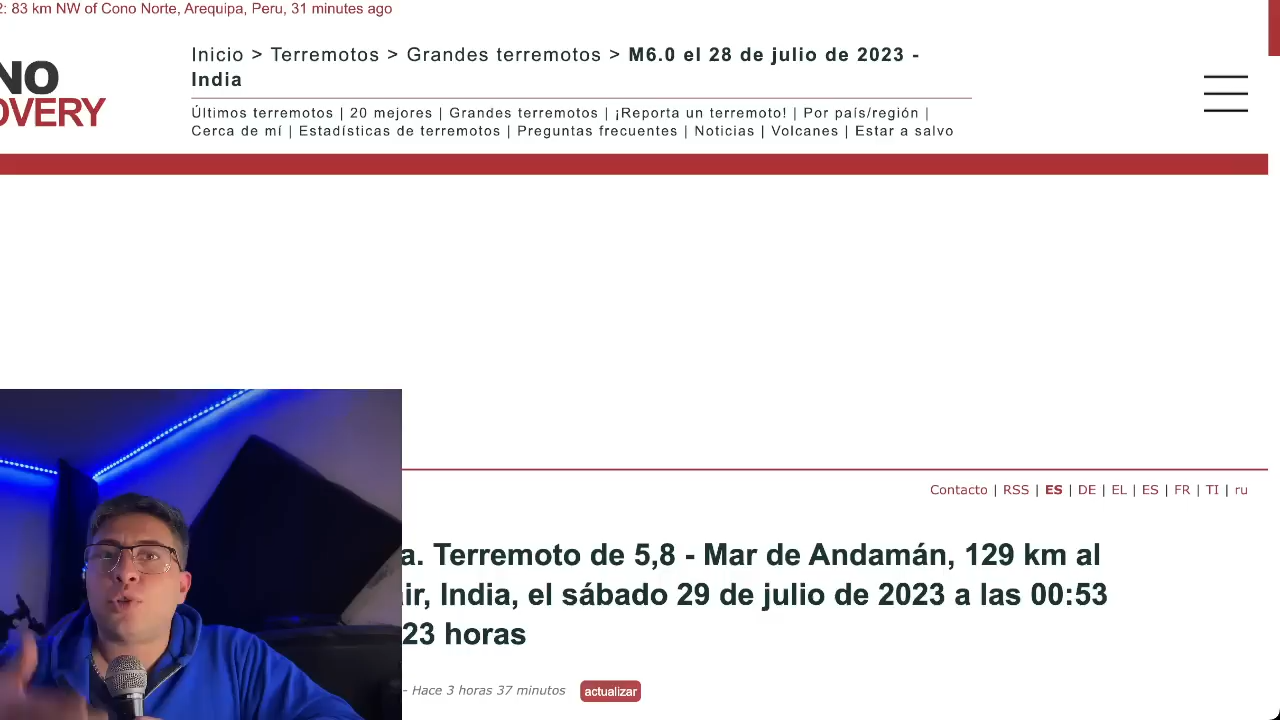 2: 83 km NW of Cono Norte, Arequipa, Peru, 31 minutes ago
NO
OVERY
Inicio > Terremotos > Grandes terremotos > M6.0 el 28 de julio de 2023 -
India
Últimos terremotos | 20 mejores | Grandes terremotos | ¡Reporta un terremoto! | Por país/región |
Cerca de mí | Estadísticas de terremotos | Preguntas frecuentes | Noticias | Volcanes | Estar a salvo
Contacto | RSS | ES | DE | EL | ES | FR | TI | ru
a. Terremoto de 5,8 - Mar de Andamán, 129 km al
air, India, el sábado 29 de julio de 2023 a las 00:53
23 horas
- Hace 3 horas 37 minutos
actualizar